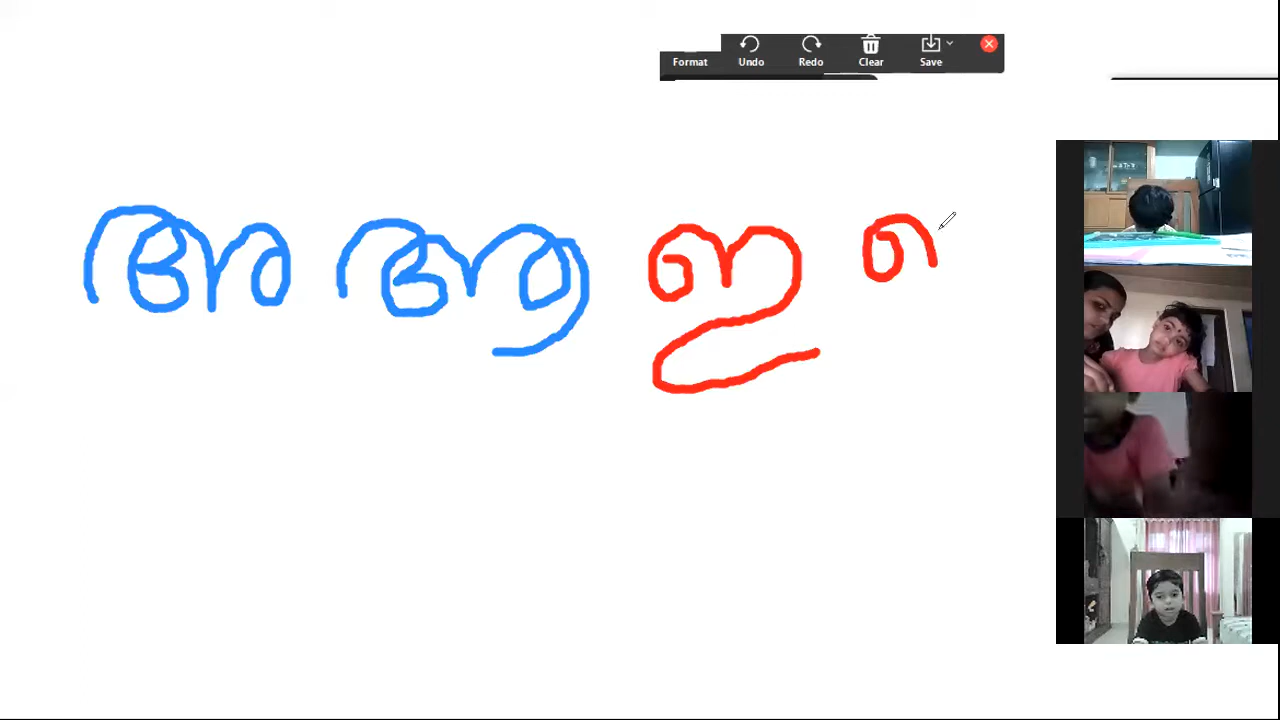 Format Undo Redo Clear Save
അ ആ ഇ